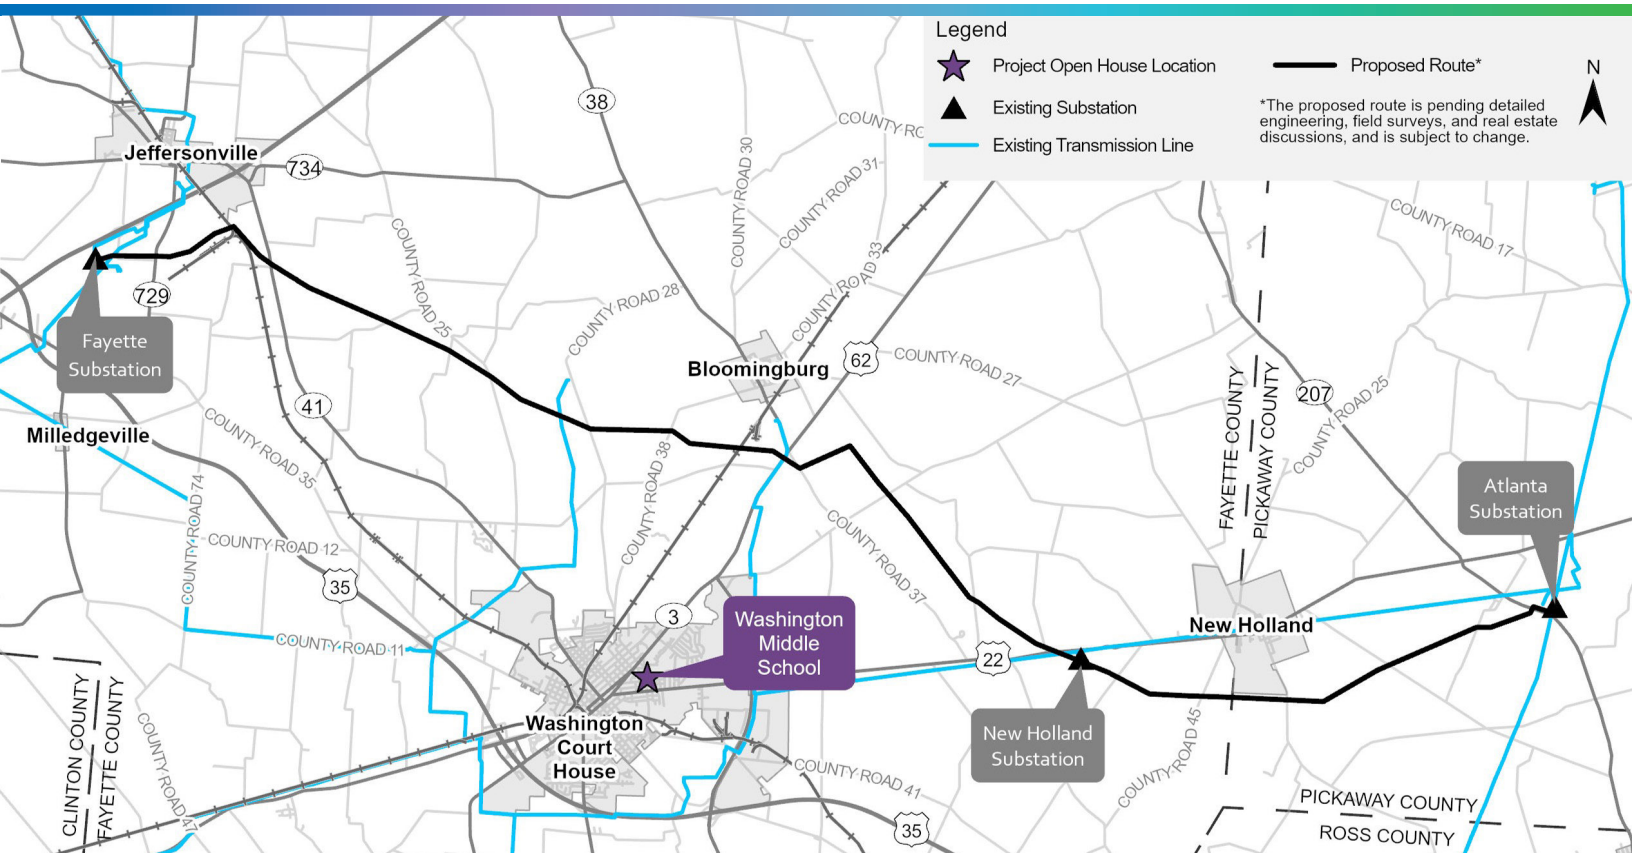 Legend
Project Open House Location
Existing Substation
Existing Transmission Line
Proposed Route*
*The proposed route is pending detailed
engineering, field surveys, and real estate
discussions, and is subject to change.
N
38
COUNTY RO
COUNTY ROAD 30
COUNTY ROAD 31
Jeffersonville
734
COUNTY ROAD 17
COUNTY ROAD 25
COUNTY ROAD 33
729
COUNTY ROAD 28
Fayette
Substation
Bloomingburg
62
COUNTY ROAD 27
FAYETTE COUNTY
PICKAWAY COUNTY
207
COUNTY ROAD 25
41
Milledgeville
COUNTY ROAD 35
COUNTY ROAD 38
COUNTY ROAD 74
Atlanta
Substation
COUNTY ROAD 12
COUNTY ROAD 37
35
3
Washington
Middle
School
New Holland
COUNTY ROAD 11
22
CLINTON COUNTY
FAYETTE COUNTY
COUNTY ROAD 47
Washington
Court
House
New Holland
Substation
COUNTY ROAD 45
COUNTY ROAD 41
35
PICKAWAY COUNTY
ROSS COUNTY